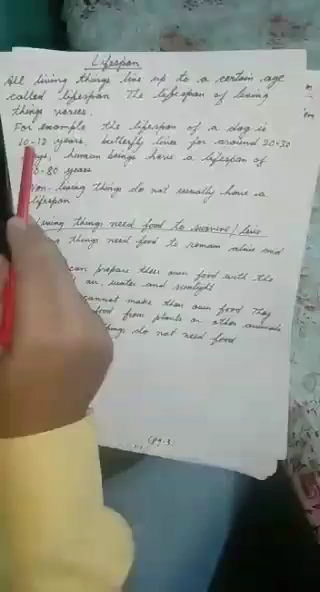 Lifespan
All living things live up to a certain age
called lifespan The lifespan of living
things varies.
For example the lifespan of a dog is
10-12 years. butterfly lives for around 20-30
human beings have a lifespan of
-80 years
living things do not usually have a
lifespan
Living things need food to survive / live
things need food to remain alive and
can prepare their own food with the
air, water and sunlight
cannot make their own food They
food from plants or other animals
do not need food
(Pg-3)